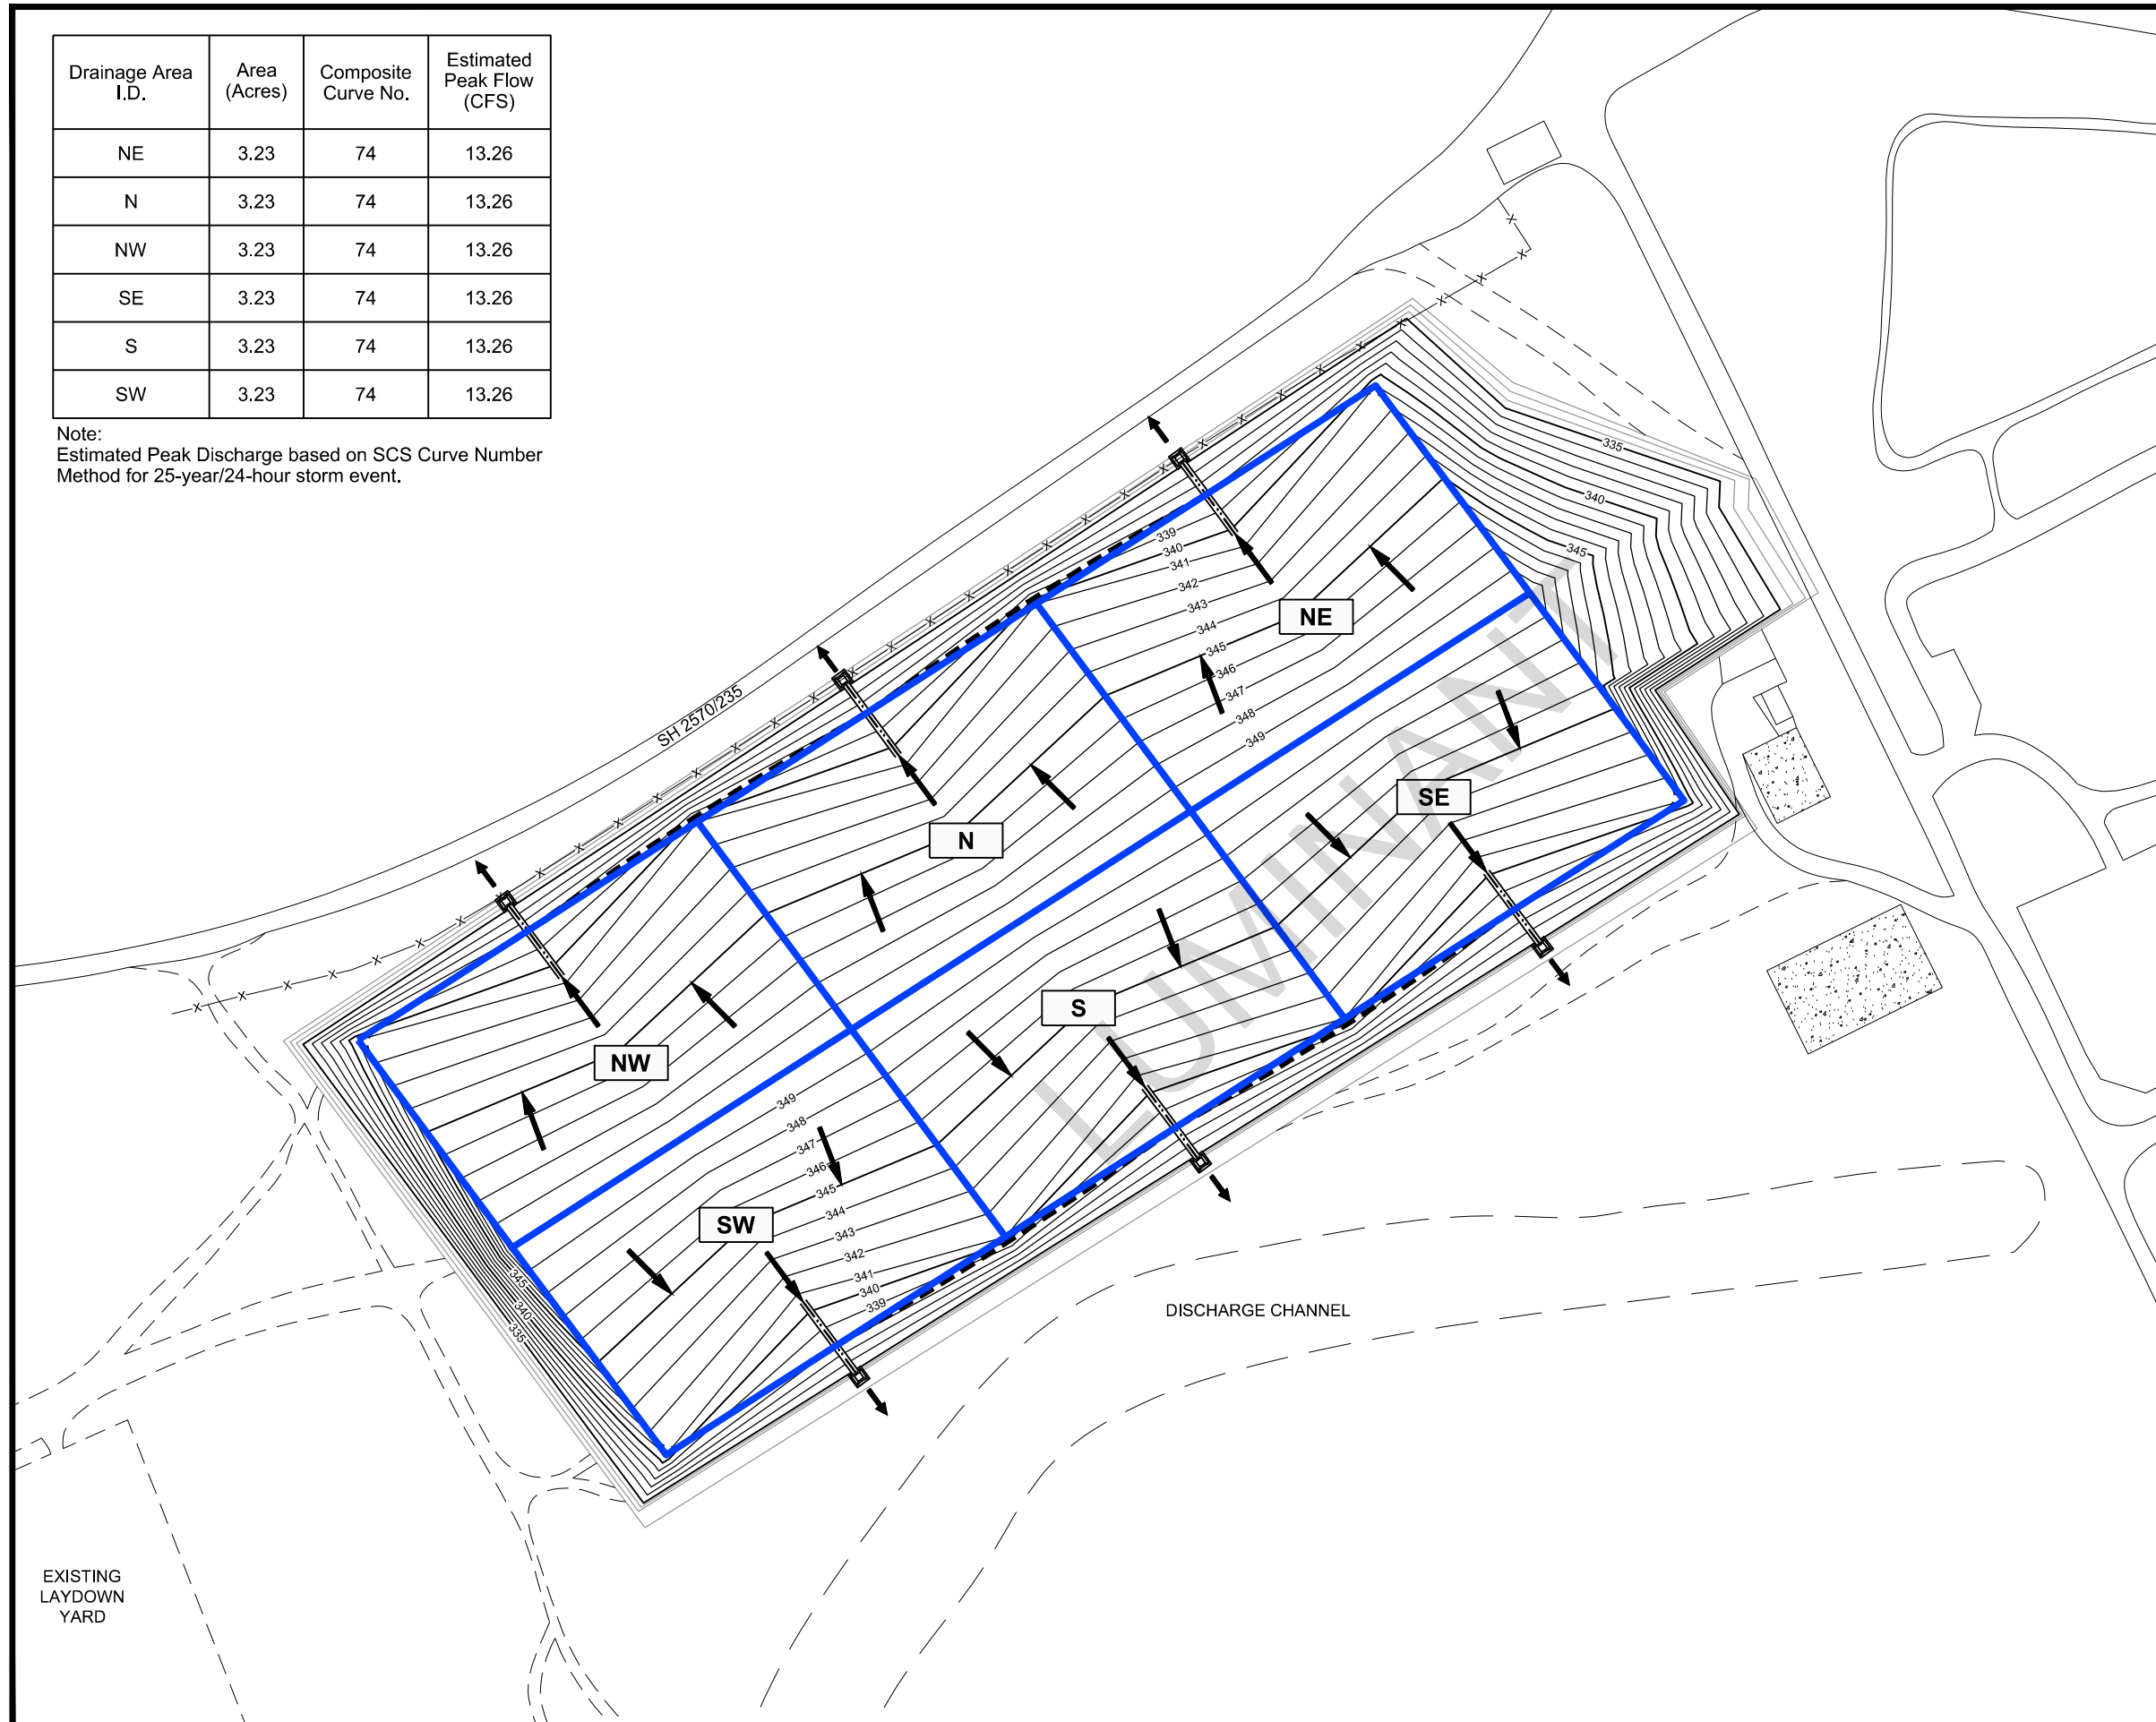 Drainage Area I.D. Area (Acres) Composite Curve No. Estimated Peak Flow (CFS)
NE 3.23 74 13.26
N 3.23 74 13.26
NW 3.23 74 13.26
SE 3.23 74 13.26
S 3.23 74 13.26
SW 3.23 74 13.26
Note:
Estimated Peak Discharge based on SCS Curve Number
Method for 25-year/24-hour storm event.
SH 2570/235
335
340
345
339
340
341
342
343
344
345
346
347
348
349
NE
SE
N
S
NW
SW
LUMINANT
349
348
347
346
345
344
343
342
341
340
339
345
340
335
DISCHARGE CHANNEL
EXISTING
LAYDOWN
YARD